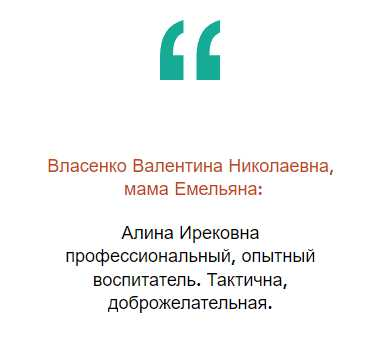 “
Власенко Валентина Николаевна,
мама Емельяна:
Алина Ирековна
профессиональный, опытный
воспитатель. Тактична,
доброжелательная.